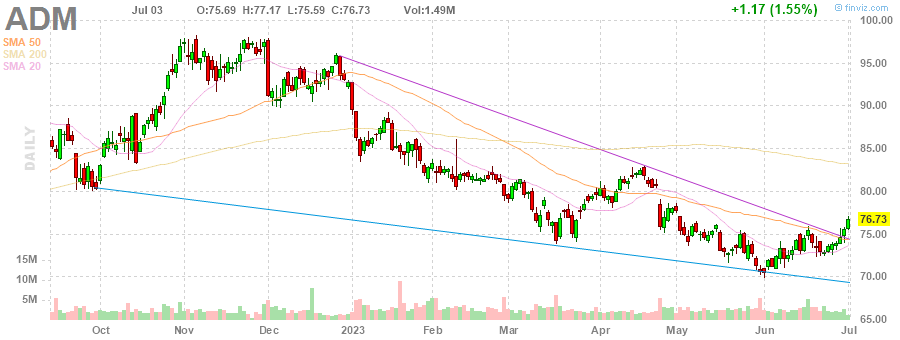 ADM
Jul 03 O:75.69 H:77.17 L:75.59 C:76.73 Vol:1.49M +1.17 (1.55%) © finviz.com
SMA 50
SMA 200
SMA 20
DAILY
100.00
95.00
90.00
85.00
80.00
76.73
75.00
70.00
65.00
15M
10M
5M
Oct Nov Dec 2023 Feb Mar Apr May Jun Jul